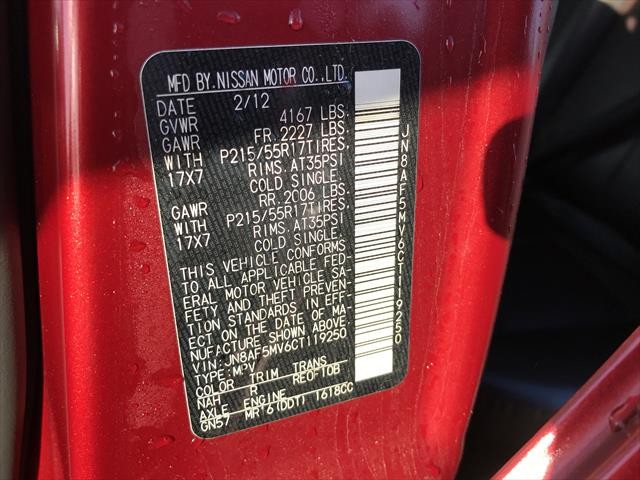 MFD BY.NISSAN MOTOR CO.,LTD.
DATE 2/12
GVWR 4167 LBS.
GAWR FR 2227 LBS.
WITH P215/55R17TIRES.
17X7 RIMS.AT35PSI
COLD SINGLE.
GAWR RR.2006 LBS.
WITH P215/55R17TIRES.
17X7 RIMS.AT35PSI
COLD SINGLE.
THIS VEHICLE CONFORMS
TO ALL APPLICABLE FED-
ERAL MOTOR VEHICLE SA-
FETY AND THEFT PREVEN-
TION STANDARDS IN EFF-
ECT ON THE DATE OF MA-
NUFACTURE SHOWN ABOVE
VIN:JN8AF5MV6CT119250
TYPE:MPV
COLOR TRIM TRANS
NAH B RE0F10B
AXLE ENGINE
GN57 MR16(DDT) 1618CC
JN8AF5MV6CT119250